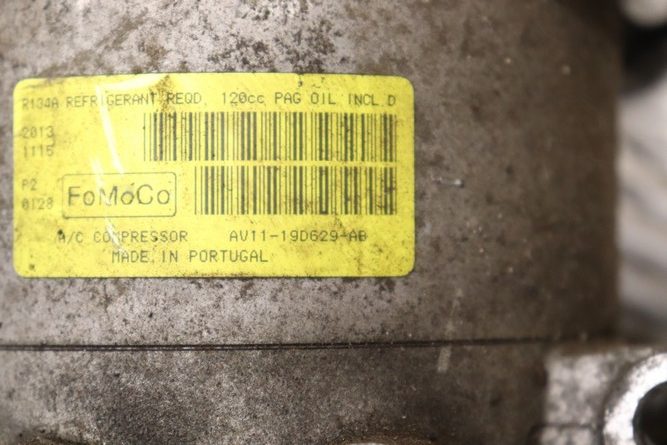 R134A REFRIGERANT REQD. 120cc PAG OIL INCL.D
2013
1115
P2
0128
FoMoCo
A/C COMPRESSOR AV11-19D629-AB
MADE IN PORTUGAL